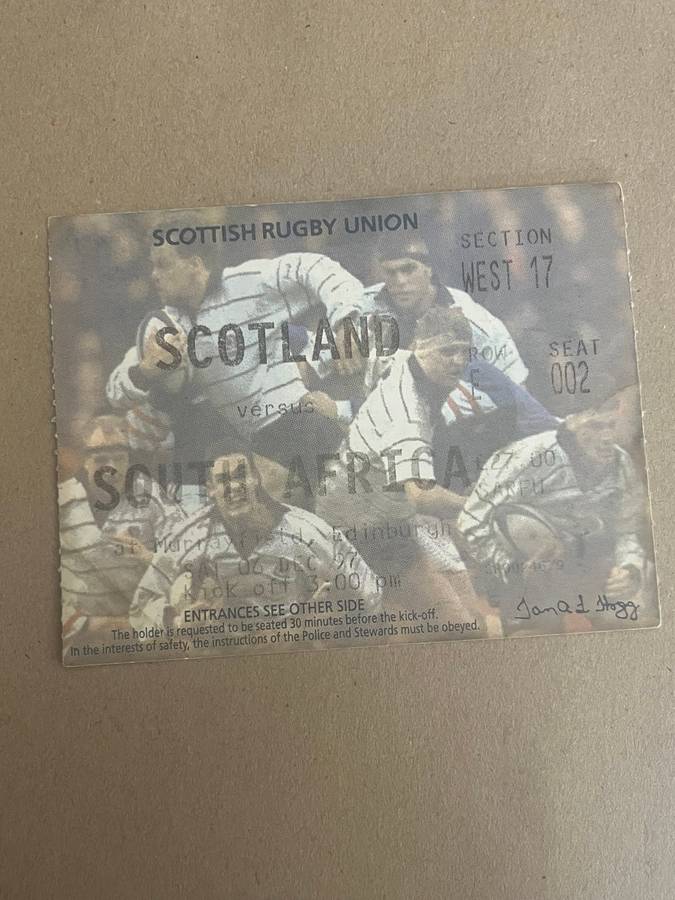 SCOTTISH RUGBY UNION
SECTION
WEST 17
SCOTLAND
ROW
E
SEAT
002
versus
SOUTH AFRICA
£27.00
at Murrayfield, Edinburgh
SAT 06 DEC 97
kick off 3:00 pm
ENTRANCES SEE OTHER SIDE
The holder is requested to be seated 30 minutes before the kick-off.
In the interests of safety, the instructions of the Police and Stewards must be obeyed.
Ian A L Hogg